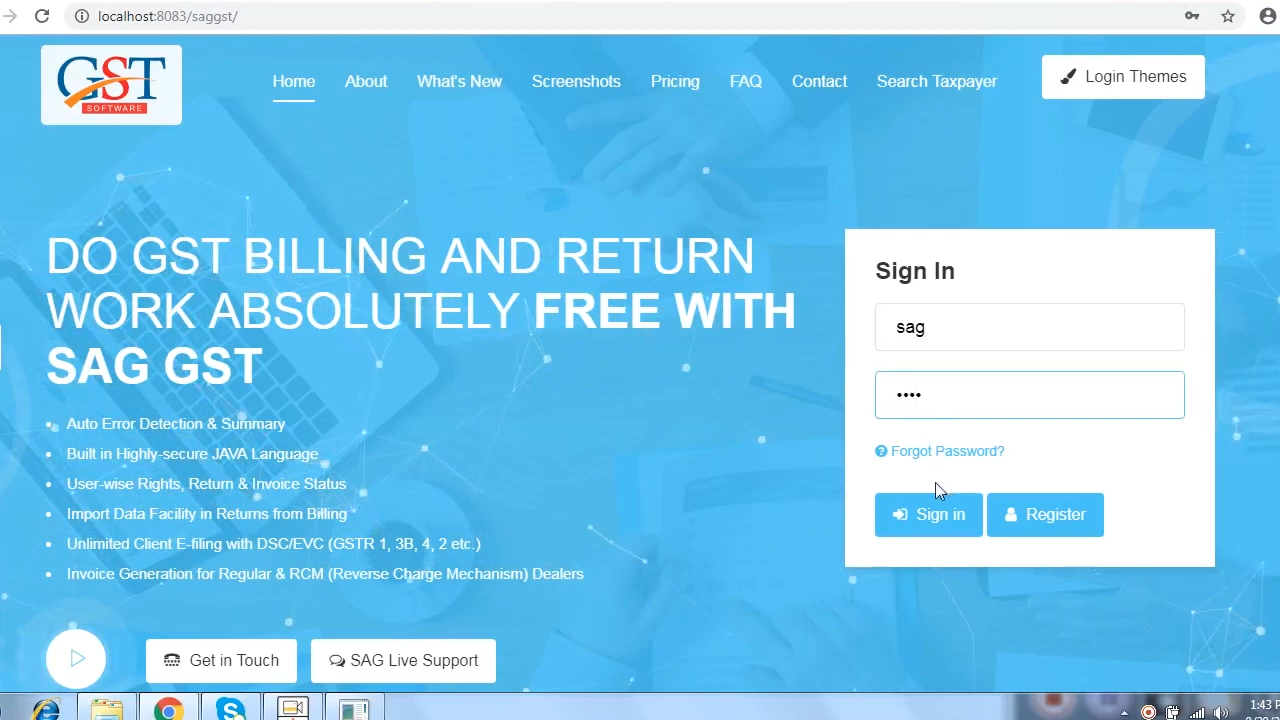 localhost:8083/saggst/
GST
SOFTWARE
Home About What's New Screenshots Pricing FAQ Contact Search Taxpayer
Login Themes
DO GST BILLING AND RETURN
WORK ABSOLUTELY FREE WITH
SAG GST
Auto Error Detection & Summary
Built in Highly-secure JAVA Language
User-wise Rights, Return & Invoice Status
Import Data Facility in Returns from Billing
Unlimited Client E-filing with DSC/EVC (GSTR 1, 3B, 4, 2 etc.)
Invoice Generation for Regular & RCM (Reverse Charge Mechanism) Dealers
Get in Touch
SAG Live Support
Sign In
sag
••••
Forgot Password?
Sign in
Register
1:43 P